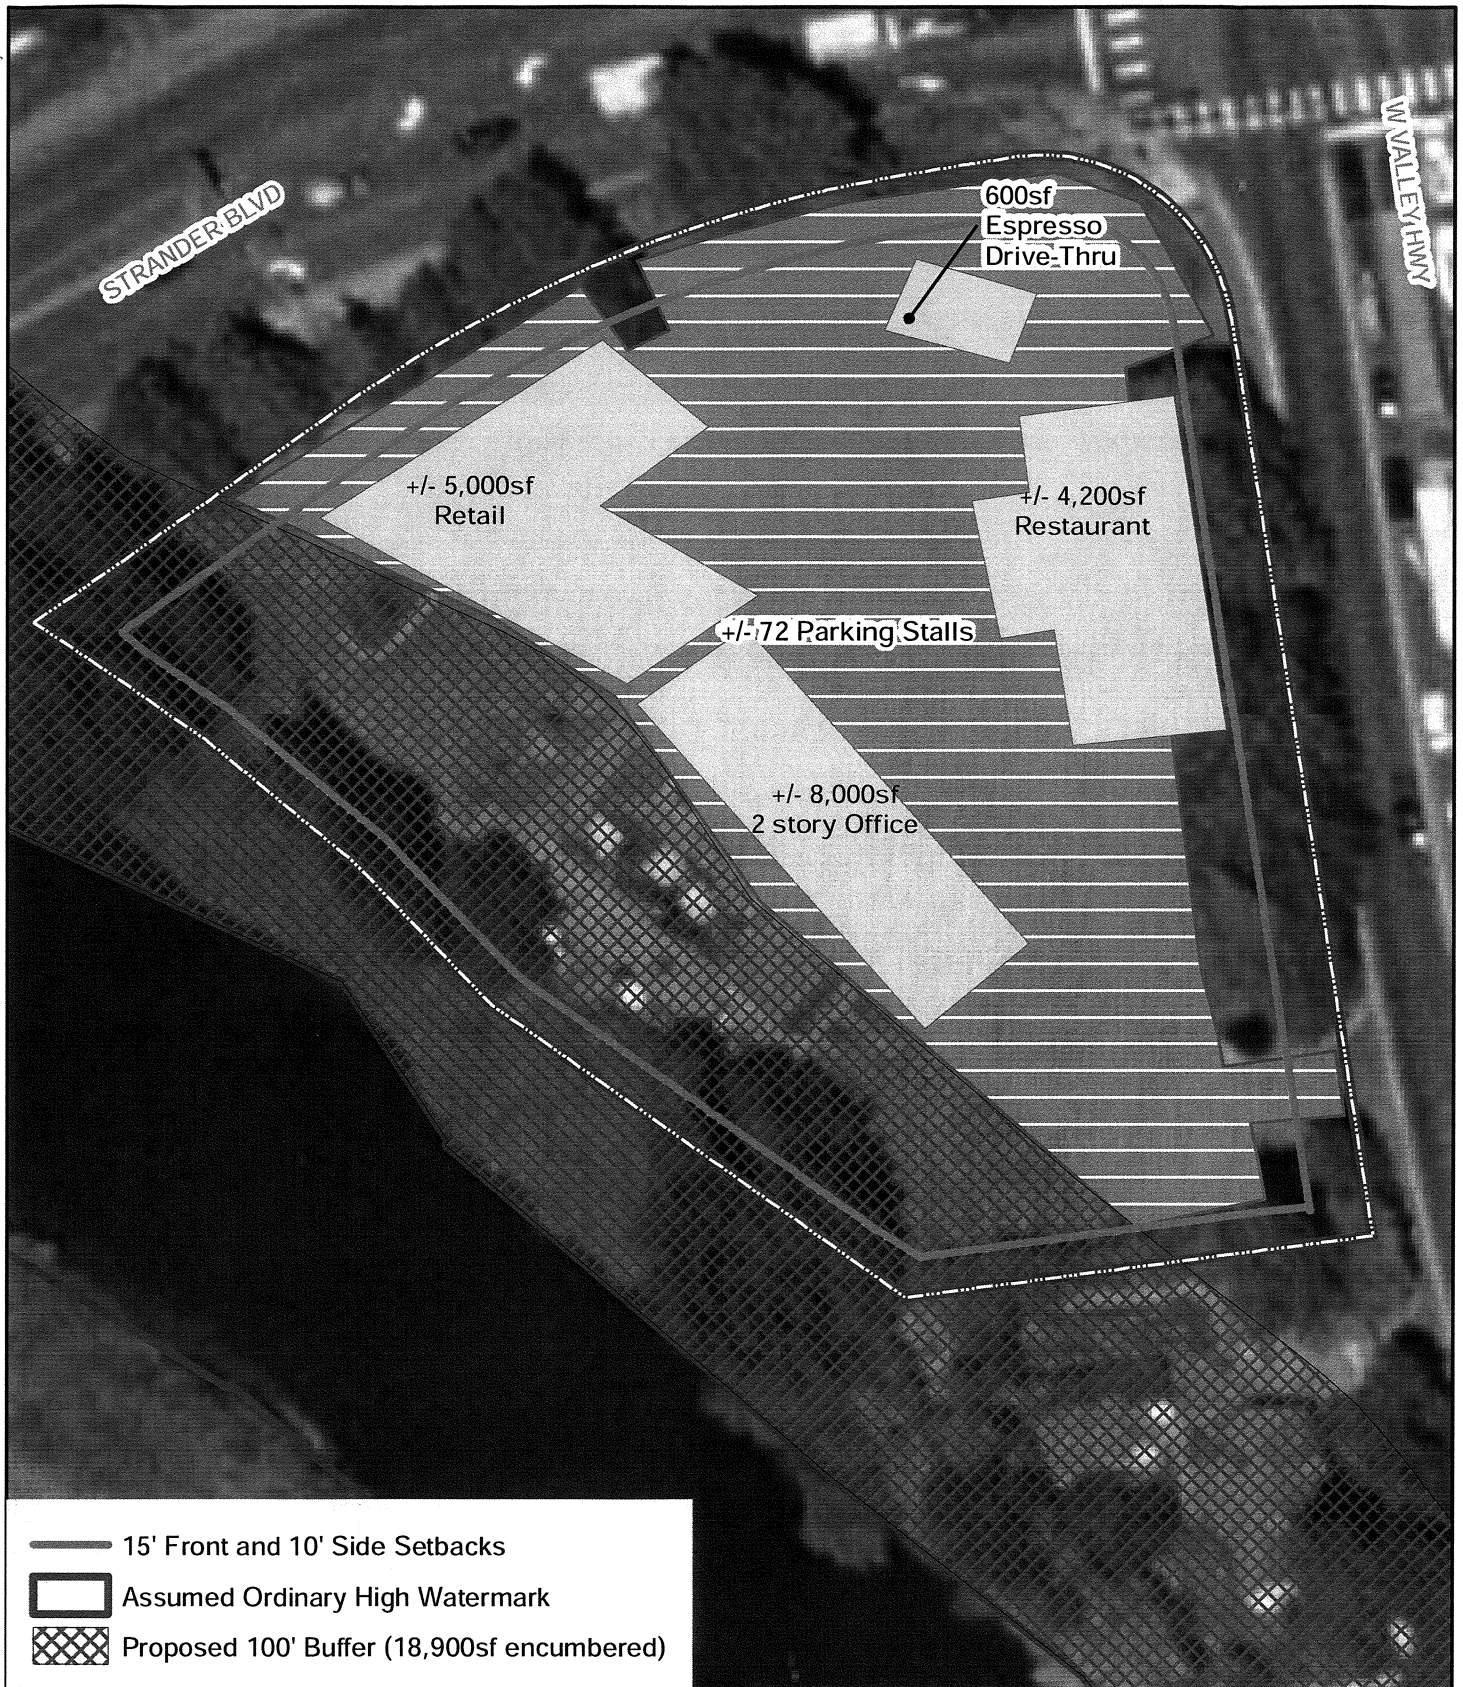 STRANDER BLVD
W VALLEY HWY
600sf
Espresso
Drive-Thru
+/- 5,000sf
Retail
+/- 4,200sf
Restaurant
+/- 72 Parking Stalls
+/- 8,000sf
2 story Office
15' Front and 10' Side Setbacks
Assumed Ordinary High Watermark
Proposed 100' Buffer (18,900sf encumbered)